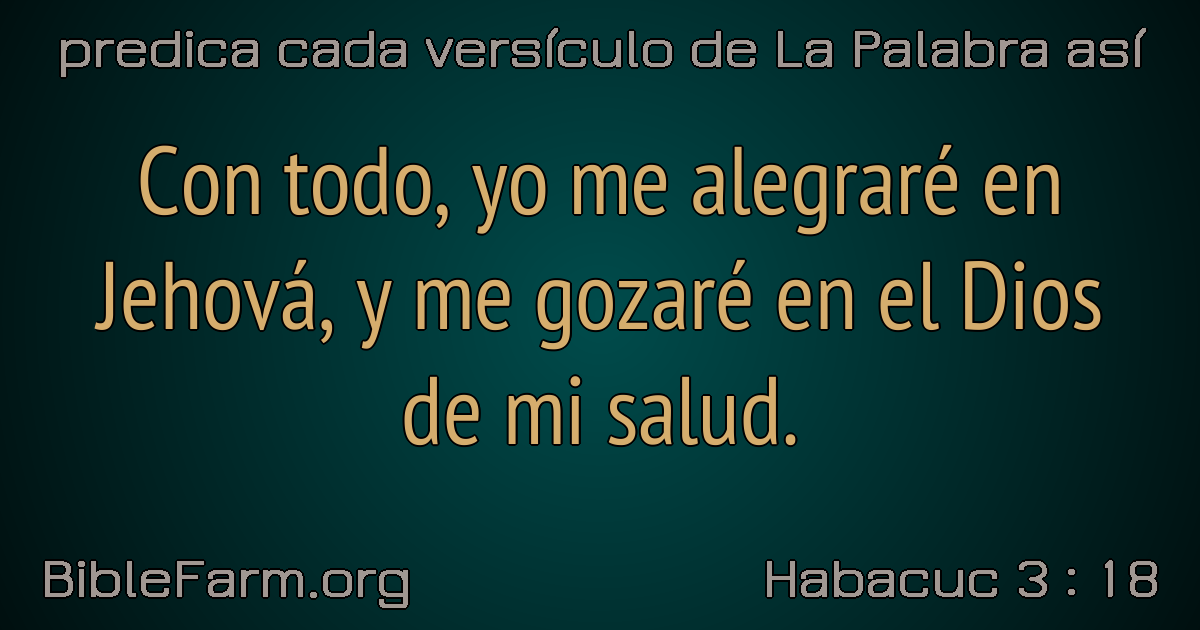 predica cada versículo de La Palabra así
Con todo, yo me alegraré en
Jehová, y me gozaré en el Dios
de mi salud.
BibleFarm.org
Habacuc 3 : 18